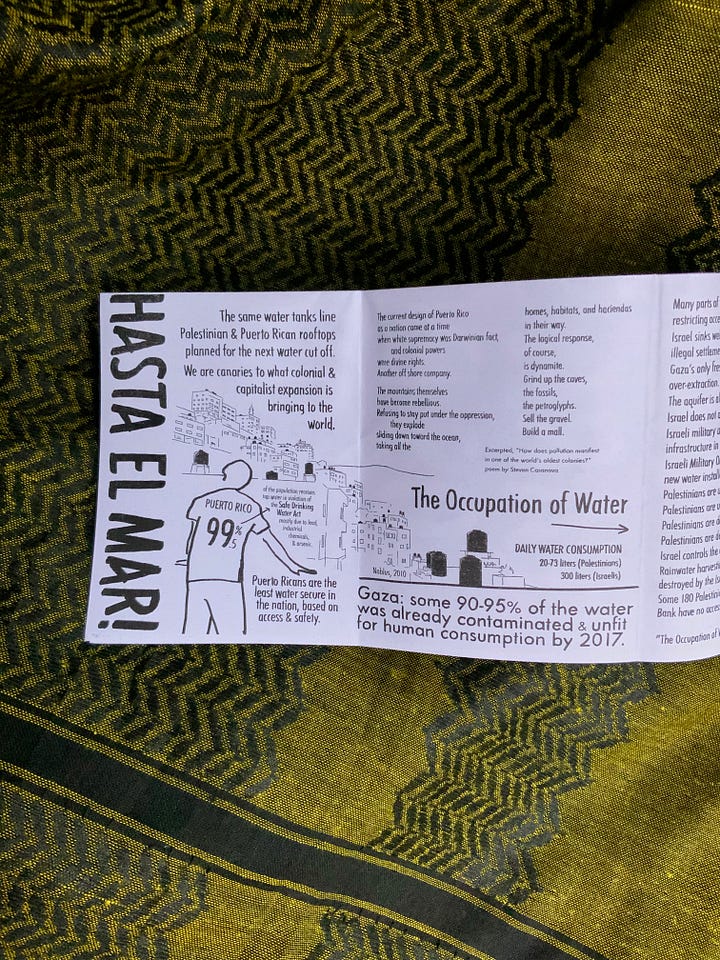 HASTA EL MAR!
The same water tanks line
Palestinian & Puerto Rican rooftops
planned for the next water cut off.
We are canaries to what colonial &
capitalist expansion is
bringing to the
world.
PUERTO RICO
99.5%
of the population receives
tap water in violation of
the Safe Drinking
Water Act
mostly due to lead,
industrial
chemicals,
& arsenic.
Puerto Ricans are the
least water secure in
the nation, based on
access & safety.
The current design of Puerto Rico
as a nation came at a time
when white supremacy was Darwinian fact,
and colonial powers
were divine rights.
Another off shore company.
The mountains themselves
have become rebellious.
Refusing to stay put under the oppression,
they explode
sliding down toward the ocean,
taking all the
homes, habitats, and haciendas
in their way.
The logical response,
of course,
is dynamite.
Grind up the caves,
the fossils,
the petroglyphs.
Sell the gravel.
Build a mall.
Excerpted, "How does pollution manifest
in one of the world's oldest colonies?"
poem by Steven Casanova
The Occupation of Water
DAILY WATER CONSUMPTION
20-73 liters (Palestinians)
300 liters (Israelis)
Nablus, 2010
Gaza: some 90-95% of the water
was already contaminated & unfit
for human consumption by 2017.
Many parts of
restricting
Israel sinks
illegal
Gaza's only
over-extraction.
The aquifer is
Israel does not
Israeli military
infrastructure
Israeli Military
new water
Palestinians are
Palestinians are
Palestinians are
Palestinians are
Israel controls
Rainwater
destroyed by the
Some 180
Bank have no
"The Occupation of